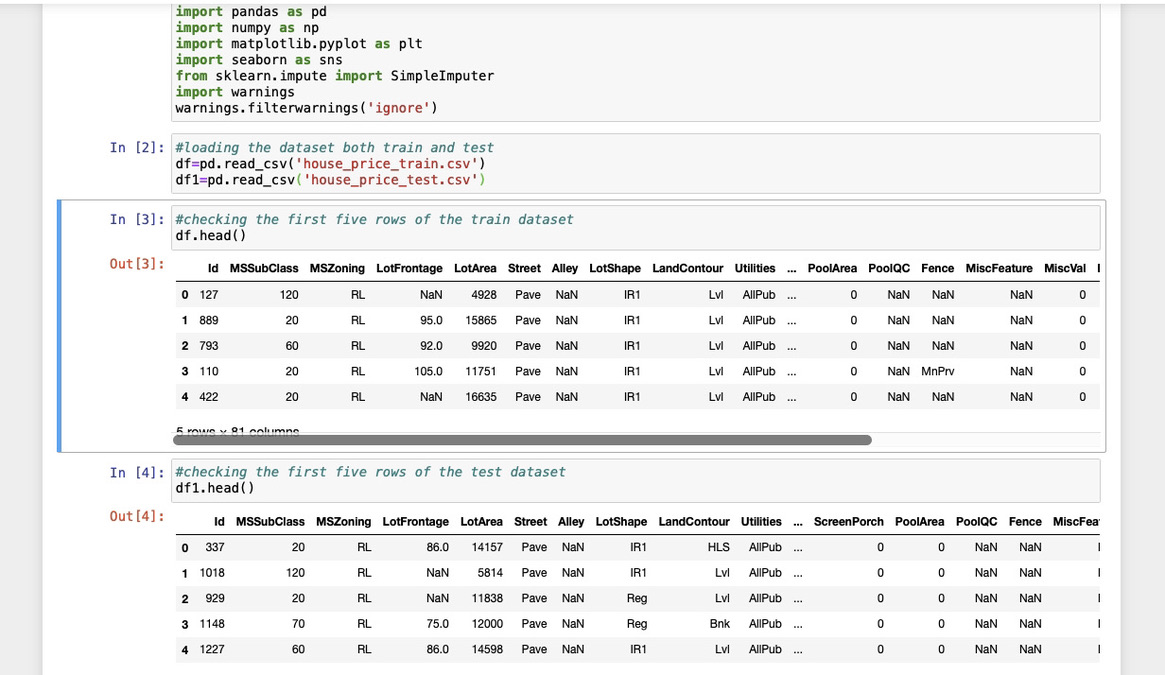 import pandas as pd
import numpy as np
import matplotlib.pyplot as plt
import seaborn as sns
from sklearn.impute import SimpleImputer
import warnings
warnings.filterwarnings('ignore')
In [2]: #loading the dataset both train and test
df=pd.read_csv('house_price_train.csv')
df1=pd.read_csv('house_price_test.csv')
In [3]: #checking the first five rows of the train dataset
df.head()
Out[3]: Id MSSubClass MSZoning LotFrontage LotArea Street Alley LotShape LandContour Utilities ... PoolArea PoolQC Fence MiscFeature MiscVal
0 127 120 RL NaN 4928 Pave NaN IR1 Lvl AllPub ... 0 NaN NaN NaN 0
1 889 20 RL 95.0 15865 Pave NaN IR1 Lvl AllPub ... 0 NaN NaN NaN 0
2 793 60 RL 92.0 9920 Pave NaN IR1 Lvl AllPub ... 0 NaN NaN NaN 0
3 110 20 RL 105.0 11751 Pave NaN IR1 Lvl AllPub ... 0 NaN MnPrv NaN 0
4 422 20 RL NaN 16635 Pave NaN IR1 Lvl AllPub ... 0 NaN NaN NaN 0
5 rows × 81 columns
In [4]: #checking the first five rows of the test dataset
df1.head()
Out[4]: Id MSSubClass MSZoning LotFrontage LotArea Street Alley LotShape LandContour Utilities ... ScreenPorch PoolArea PoolQC Fence MiscFea
0 337 20 RL 86.0 14157 Pave NaN IR1 HLS AllPub ... 0 0 NaN NaN
1 1018 120 RL NaN 5814 Pave NaN IR1 Lvl AllPub ... 0 0 NaN NaN
2 929 20 RL NaN 11838 Pave NaN Reg Lvl AllPub ... 0 0 NaN NaN
3 1148 70 RL 75.0 12000 Pave NaN Reg Bnk AllPub ... 0 0 NaN NaN
4 1227 60 RL 86.0 14598 Pave NaN IR1 Lvl AllPub ... 0 0 NaN NaN